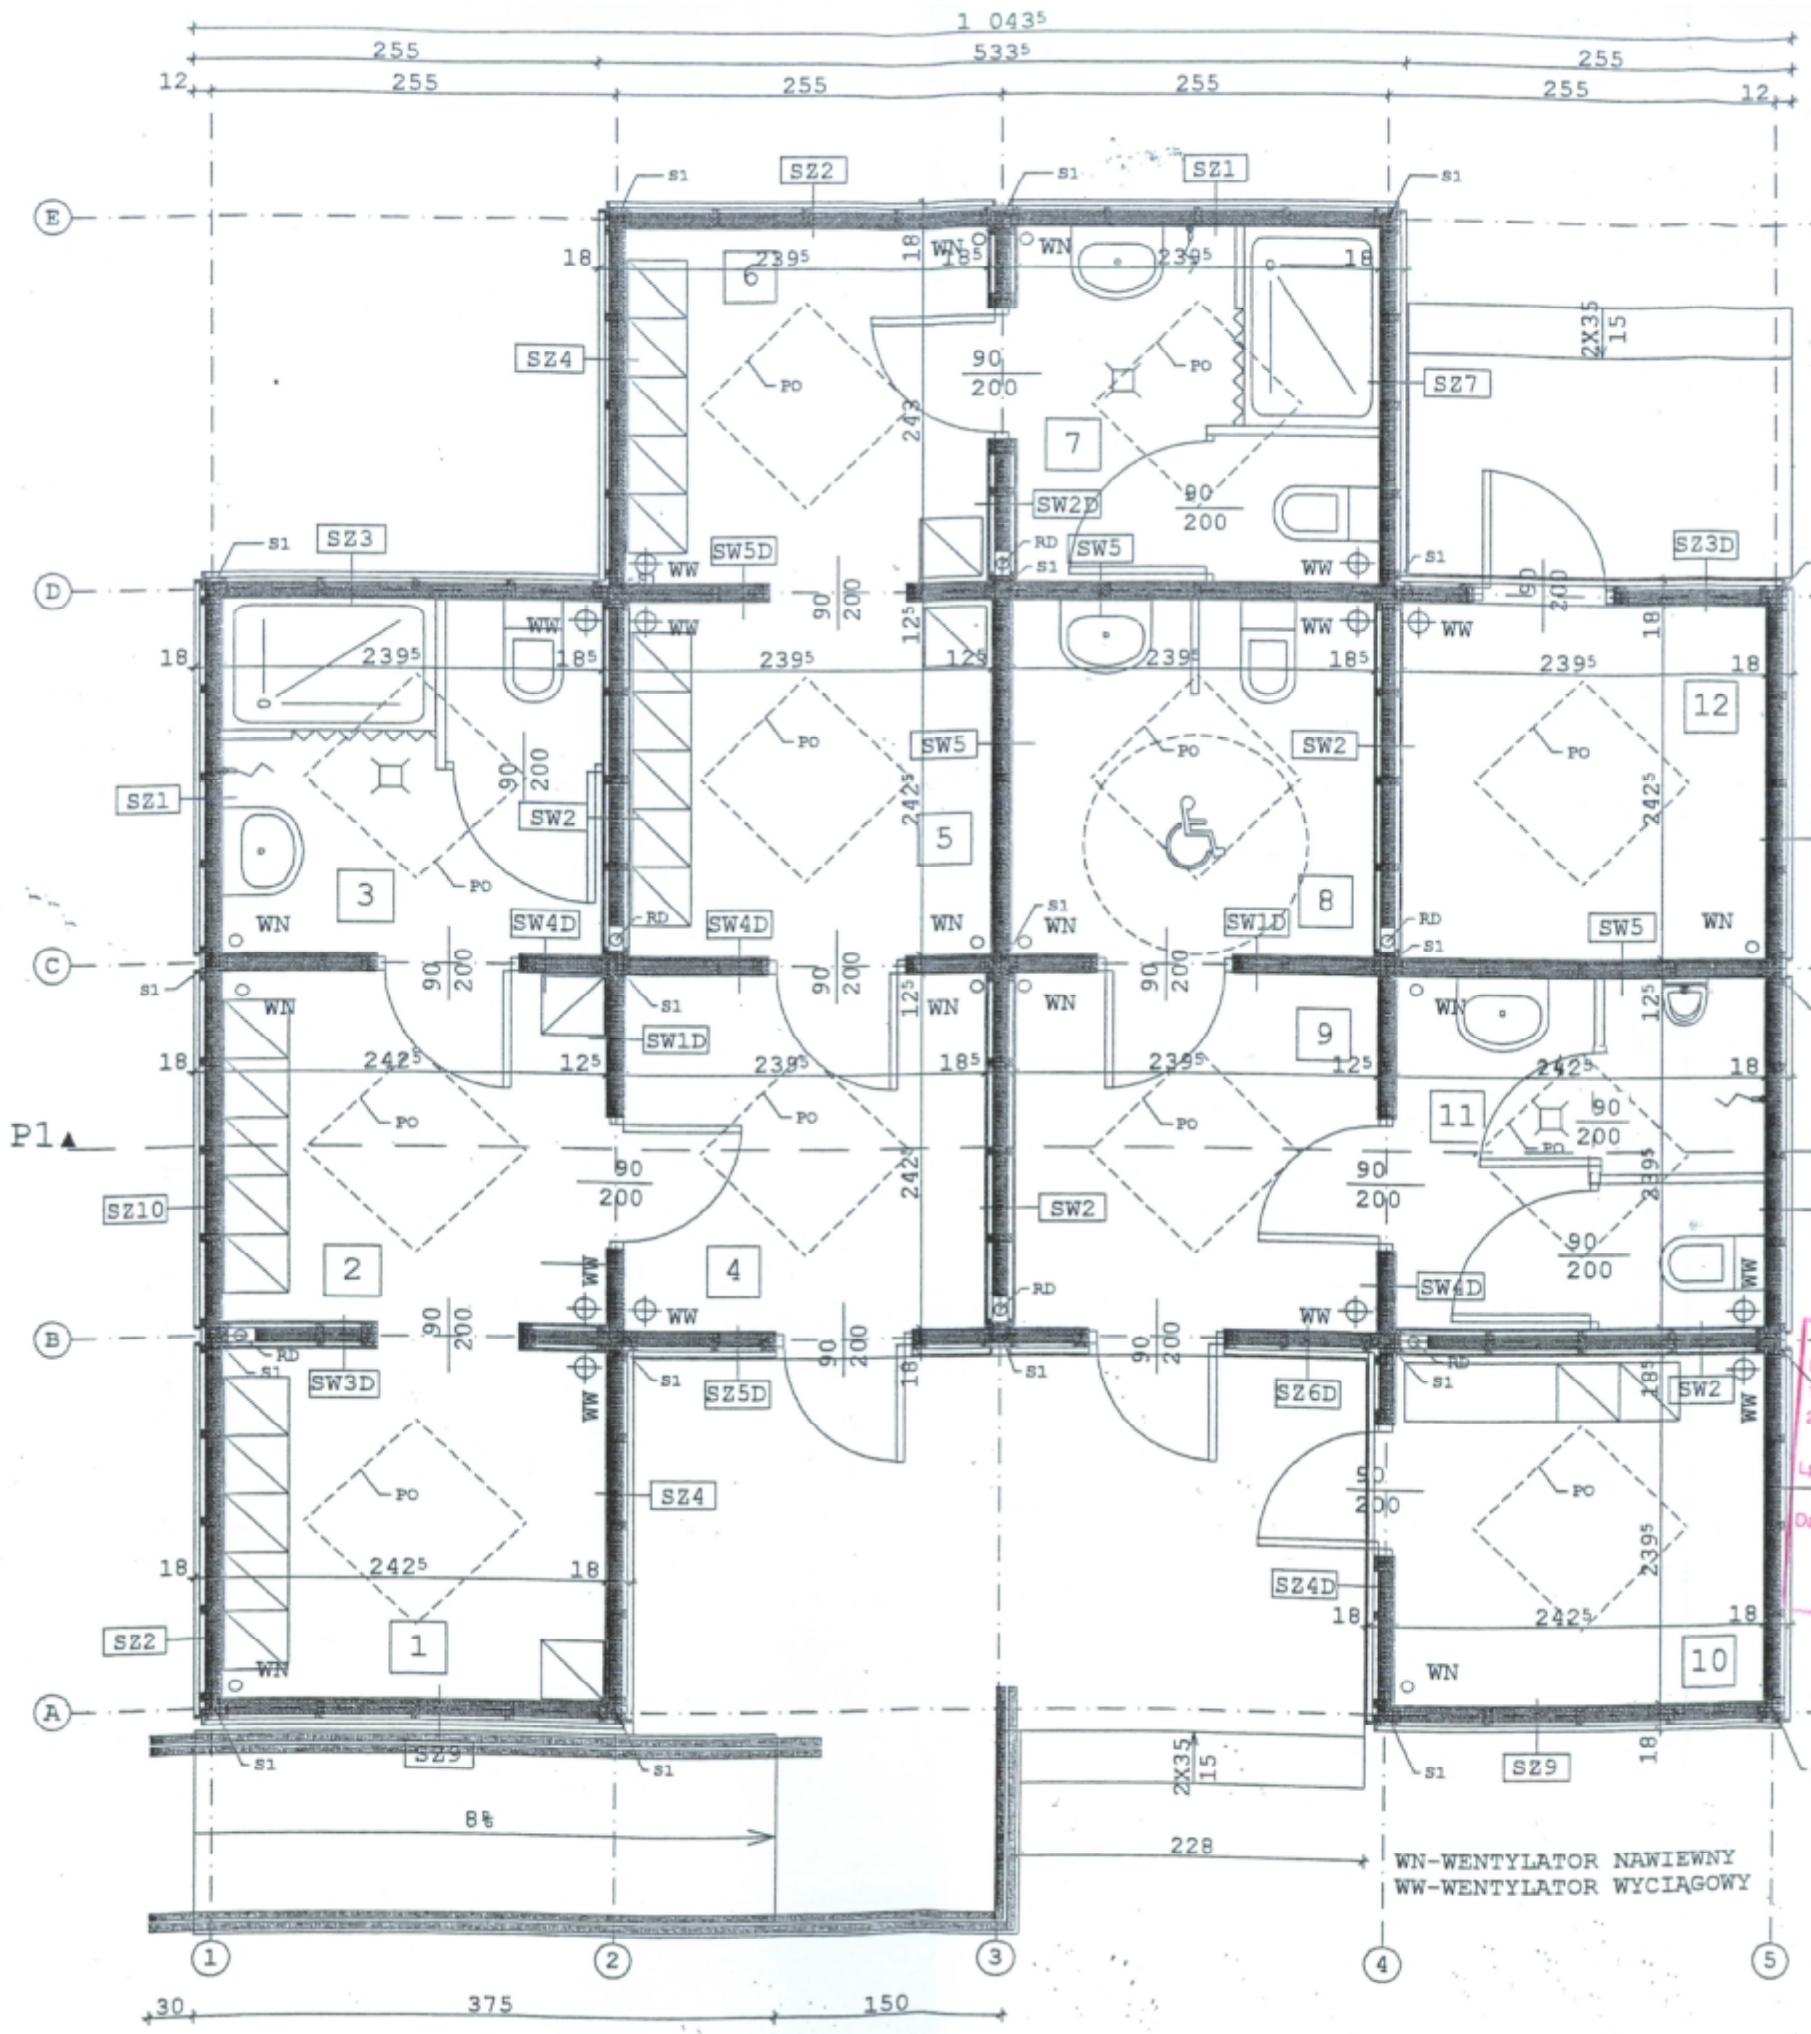 1 043⁵
255 533⁵ 255
12 255 255 255 255 12
S1 SZ2 S1 SZ1 S1
E
WN WN
18 6 239⁵ 18 18⁵ 239⁵ 18
2X35
15
SZ4 PO 90
200 PO SZ7
243
7
SW2D 90
200
S1 SZ3 SW5D RD SW5 S1 SZ3D
WW S1 WW
D
90
200 90
200
WW WW 125 WW WW 18
18 239⁵ 18⁵ 239⁵ 12⁵ 239⁵ 18⁵ 239⁵ 18
12
PO SW5 PO SW2 PO
90
200
SZ1 SW2 242⁵ 242⁵
5
3 PO 8
WN SW4D RD SW4D WN S1 WN SW1D RD SW5 WN
S1
C
90
200 90
200 90
200
S1 WN S1 12⁵ WN WN WN 12⁵
SW1D 9
18 242⁵ 12⁵ 239⁵ 18⁵ 239⁵ 12⁵ 242⁵ 18
PO PO PO 11 90
200
PO
P1
90
200 242⁵ 90
200 239⁵
SZ10 SW2
2 4 90
200
WW SW4D WW
RD
WW WW
B
90
200 90
200 90
200
RD
S1 SW3D S1 SZ5D 18 S1 SZ6D RD
S1 18⁵ SW2
WW WW
PO SZ4 90
200 PO
239⁵
18 242⁵ 18 SZ4D
18 242⁵ 18
SZ2 1 10
WN WN
A
S1 SZ9 S1 2X35
15 S1 SZ9 18
8%
228
WN-WENTYLATOR NAWIEWNY
WW-WENTYLATOR WYCIĄGOWY
1 2 3 4 5
30 375 150